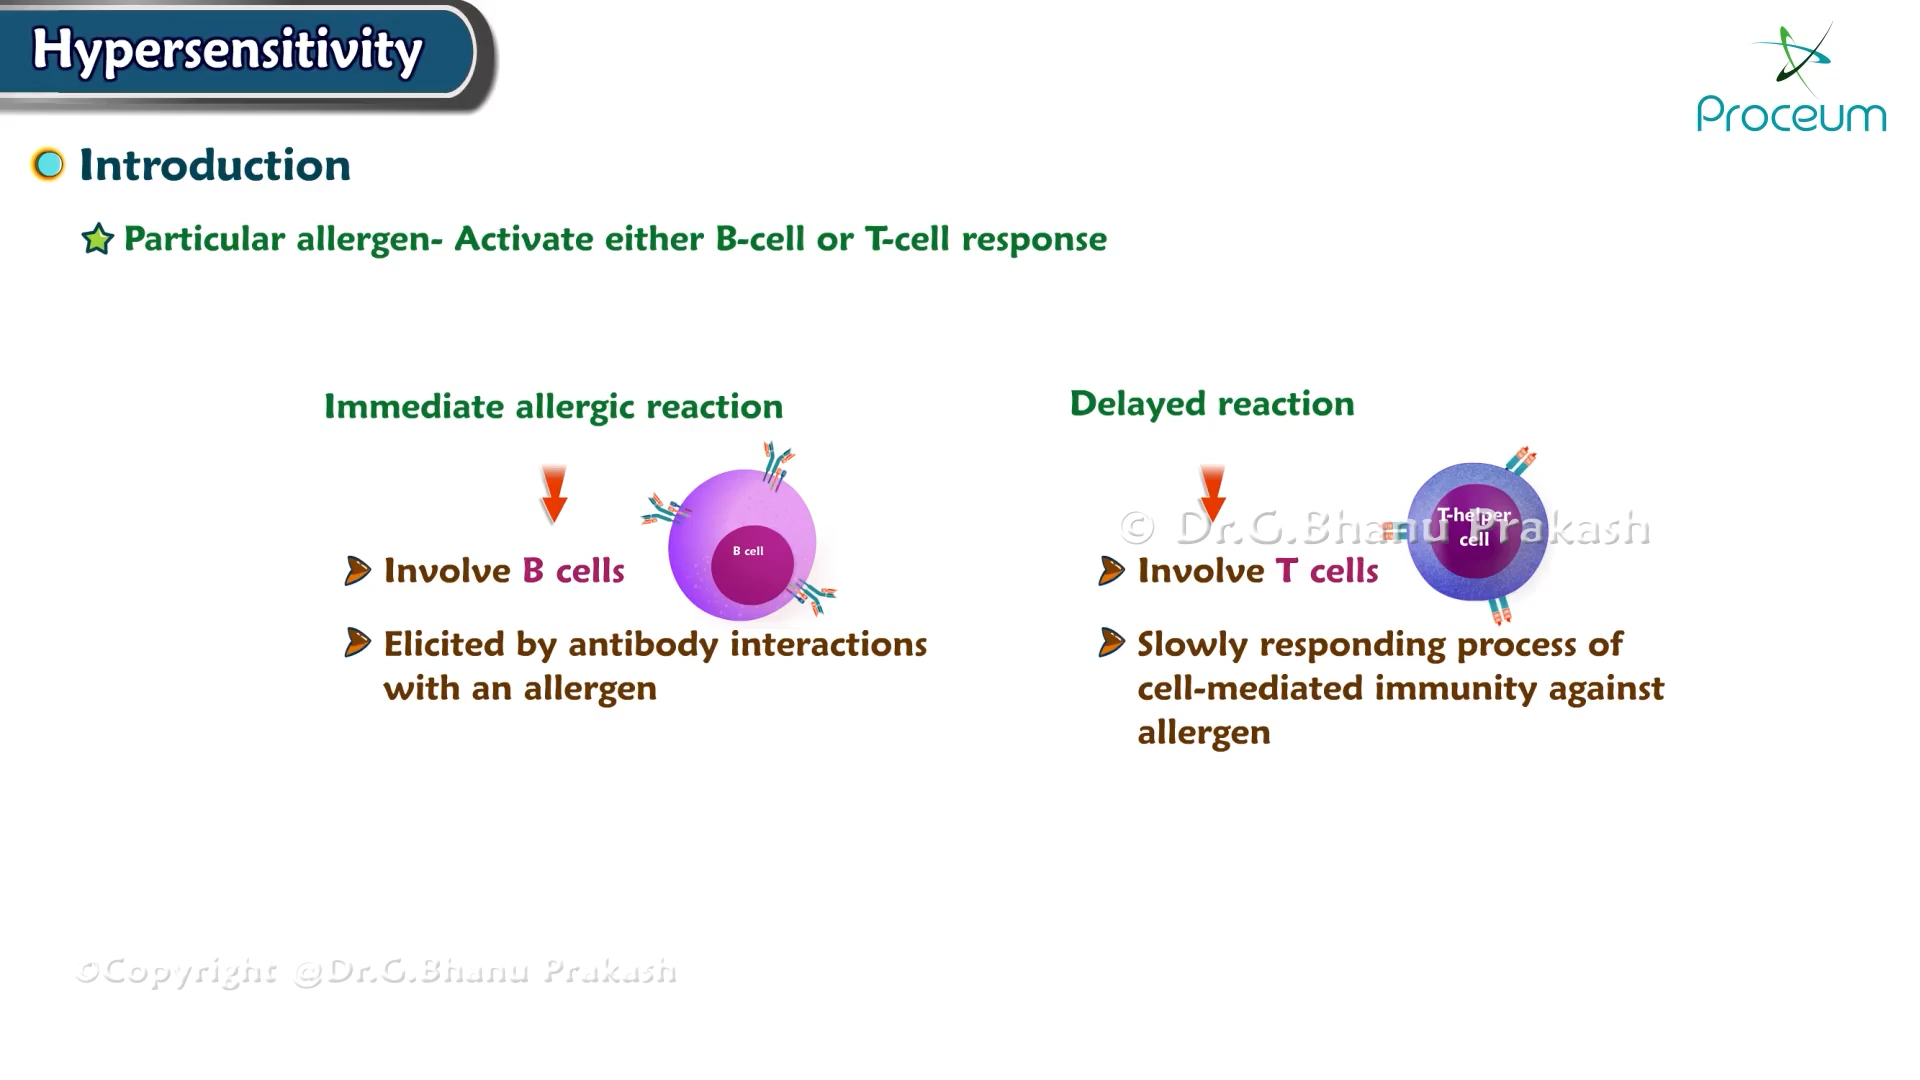 Hypersensitivity
Proceum
Introduction
Particular allergen- Activate either B-cell or T-cell response
Immediate allergic reaction
Delayed reaction
B cell
T-helper
cell
© Dr.G.Bhanu Prakash
Involve B cells
Involve T cells
Elicited by antibody interactions
with an allergen
Slowly responding process of
cell-mediated immunity against
allergen
©Copyright @Dr.G.Bhanu Prakash